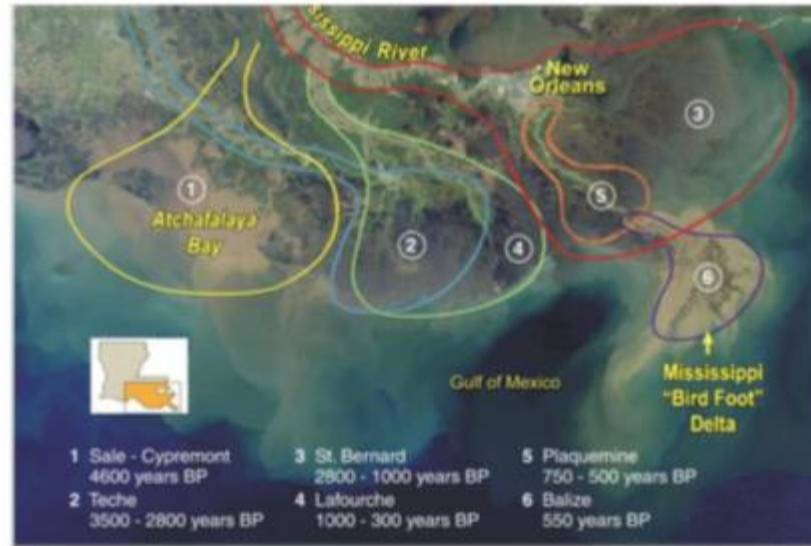 ssissippi River
New
Orleans
3
1
Atchafalaya
Bay
2
4
5
6
Gulf of Mexico
Mississippi
"Bird Foot"
Delta
1 Sale - Cypremont
4600 years BP
2 Teche
3500 - 2800 years BP
3 St. Bernard
2800 - 1000 years BP
4 Lafourche
1000 - 300 years BP
5 Plaquemine
750 - 500 years BP
6 Balize
550 years BP